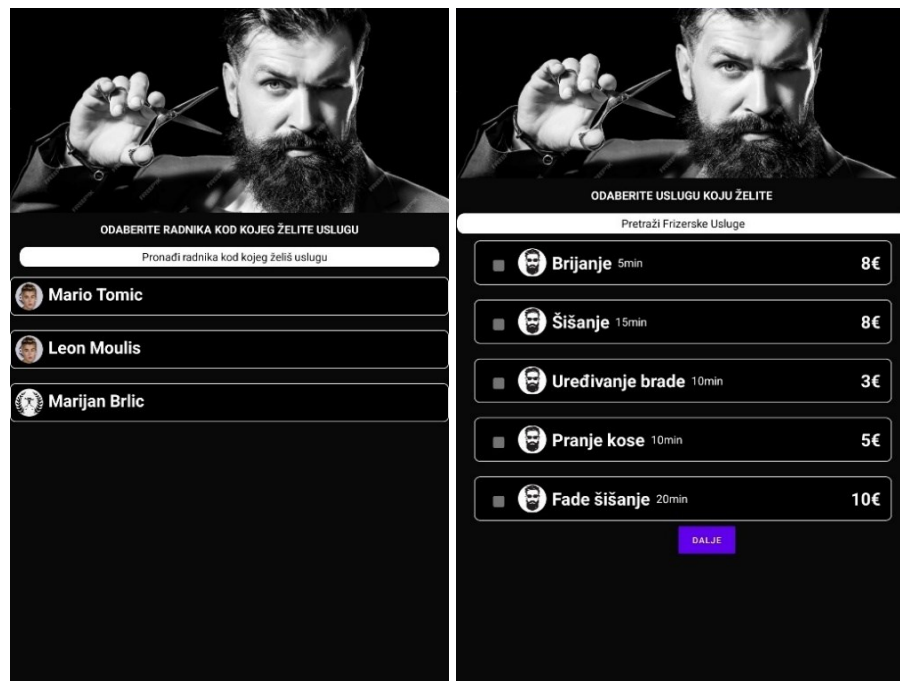 ODABERITE RADNIKA KOD KOJEG ŽELITE USLUGU
Pronađi radnika kod kojeg želiš uslugu
Mario Tomic
Leon Moulis
Marijan Brlic
ODABERITE USLUGU KOJU ŽELITE
Pretraži Frizerske Usluge
Brijanje 5min 8€
Šišanje 15min 8€
Uređivanje brade 10min 3€
Pranje kose 10min 5€
Fade šišanje 20min 10€
DALJE